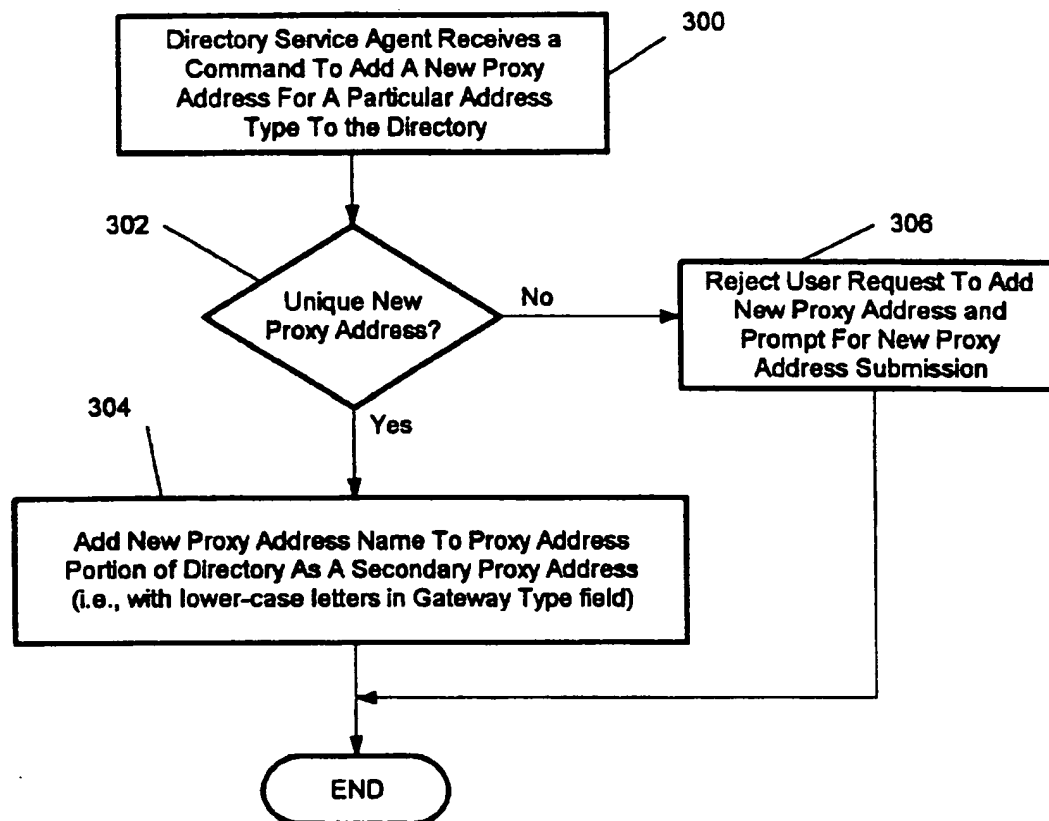 300
Directory Service Agent Receives a
Command To Add A New Proxy
Address For A Particular Address
Type To the Directory
302
Unique New
Proxy Address?
No
306
Reject User Request To Add
New Proxy Address and
Prompt For New Proxy
Address Submission
Yes
304
Add New Proxy Address Name To Proxy Address
Portion of Directory As A Secondary Proxy Address
(i.e., with lower-case letters in Gateway Type field)
END